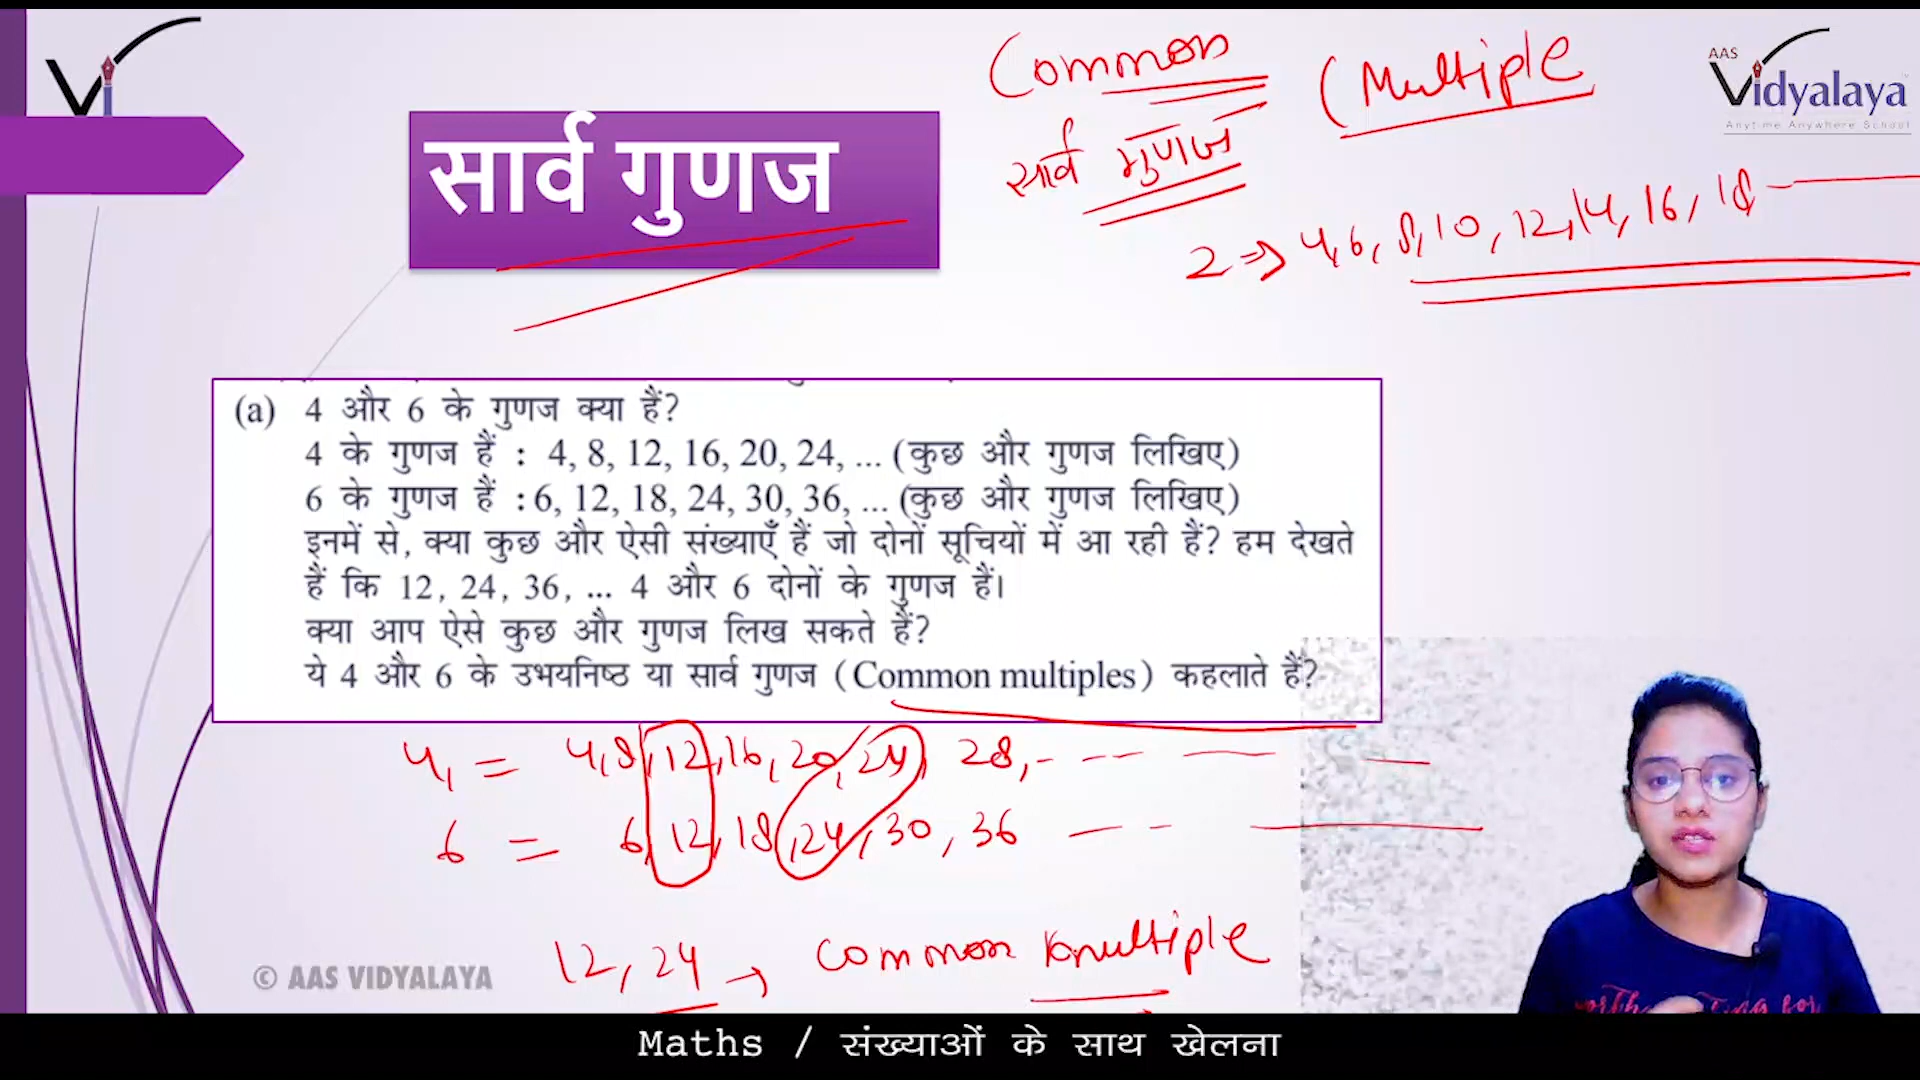 AAS
Vidyalaya
Anytime Anywhere School
Common (Multiple
सार्व गुणज
सार्व गुणज
2 ⇒ 4, 6, 8, 10, 12, 14, 16, 18
(a) 4 और 6 के गुणज क्या हैं?
4 के गुणज हैं : 4, 8, 12, 16, 20, 24, ... (कुछ और गुणज लिखिए)
6 के गुणज हैं : 6, 12, 18, 24, 30, 36, ... (कुछ और गुणज लिखिए)
इनमें से, क्या कुछ और ऐसी संख्याएँ हैं जो दोनों सूचियों में आ रही हैं? हम देखते
हैं कि 12, 24, 36, ... 4 और 6 दोनों के गुणज हैं।
क्या आप ऐसे कुछ और गुणज लिख सकते हैं?
ये 4 और 6 के उभयनिष्ठ या सार्व गुणज (Common multiples) कहलाते हैं?
4, = 4, 8, 12, 16, 20, 24, 28, - -- —
6 = 6, 12, 18, 24, 30, 36 — - —
12, 24 → Common multiple
© AAS VIDYALAYA
Maths / संख्याओं के साथ खेलना